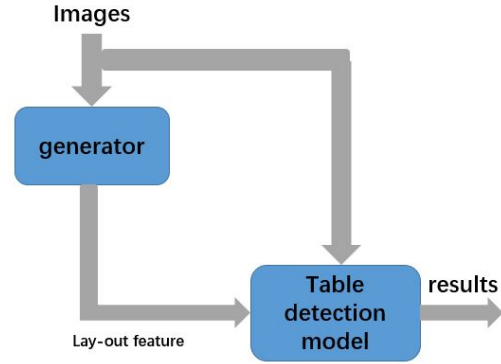 Images
generator
Table
detection
model
results
Lay-out feature